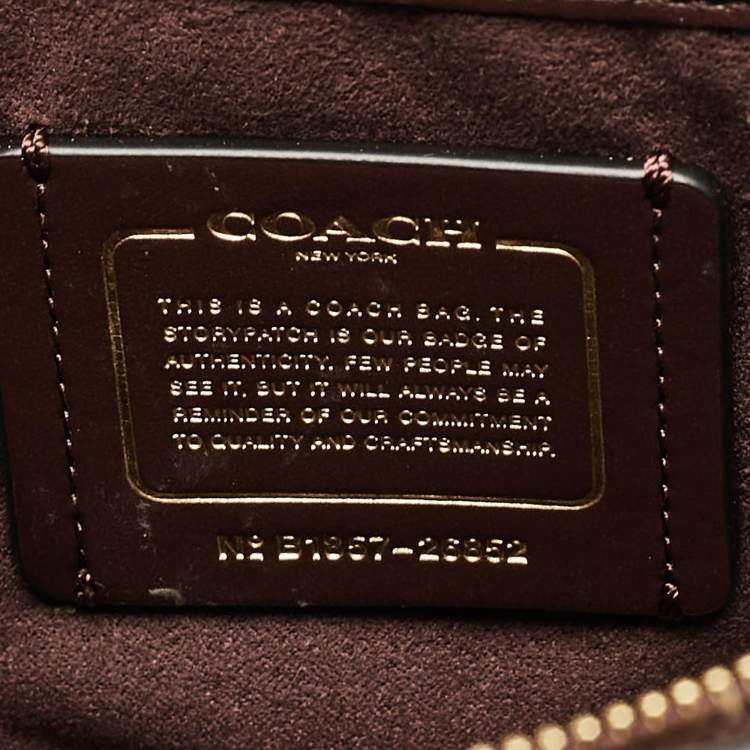 COACH
NEW YORK
THIS IS A COACH BAG. THE
STORYPATCH IS OUR BADGE OF
AUTHENTICITY. FEW PEOPLE MAY
SEE IT, BUT IT WILL ALWAYS BE A
REMINDER OF OUR COMMITMENT
TO QUALITY AND CRAFTSMANSHIP.
Nº B1957-26852